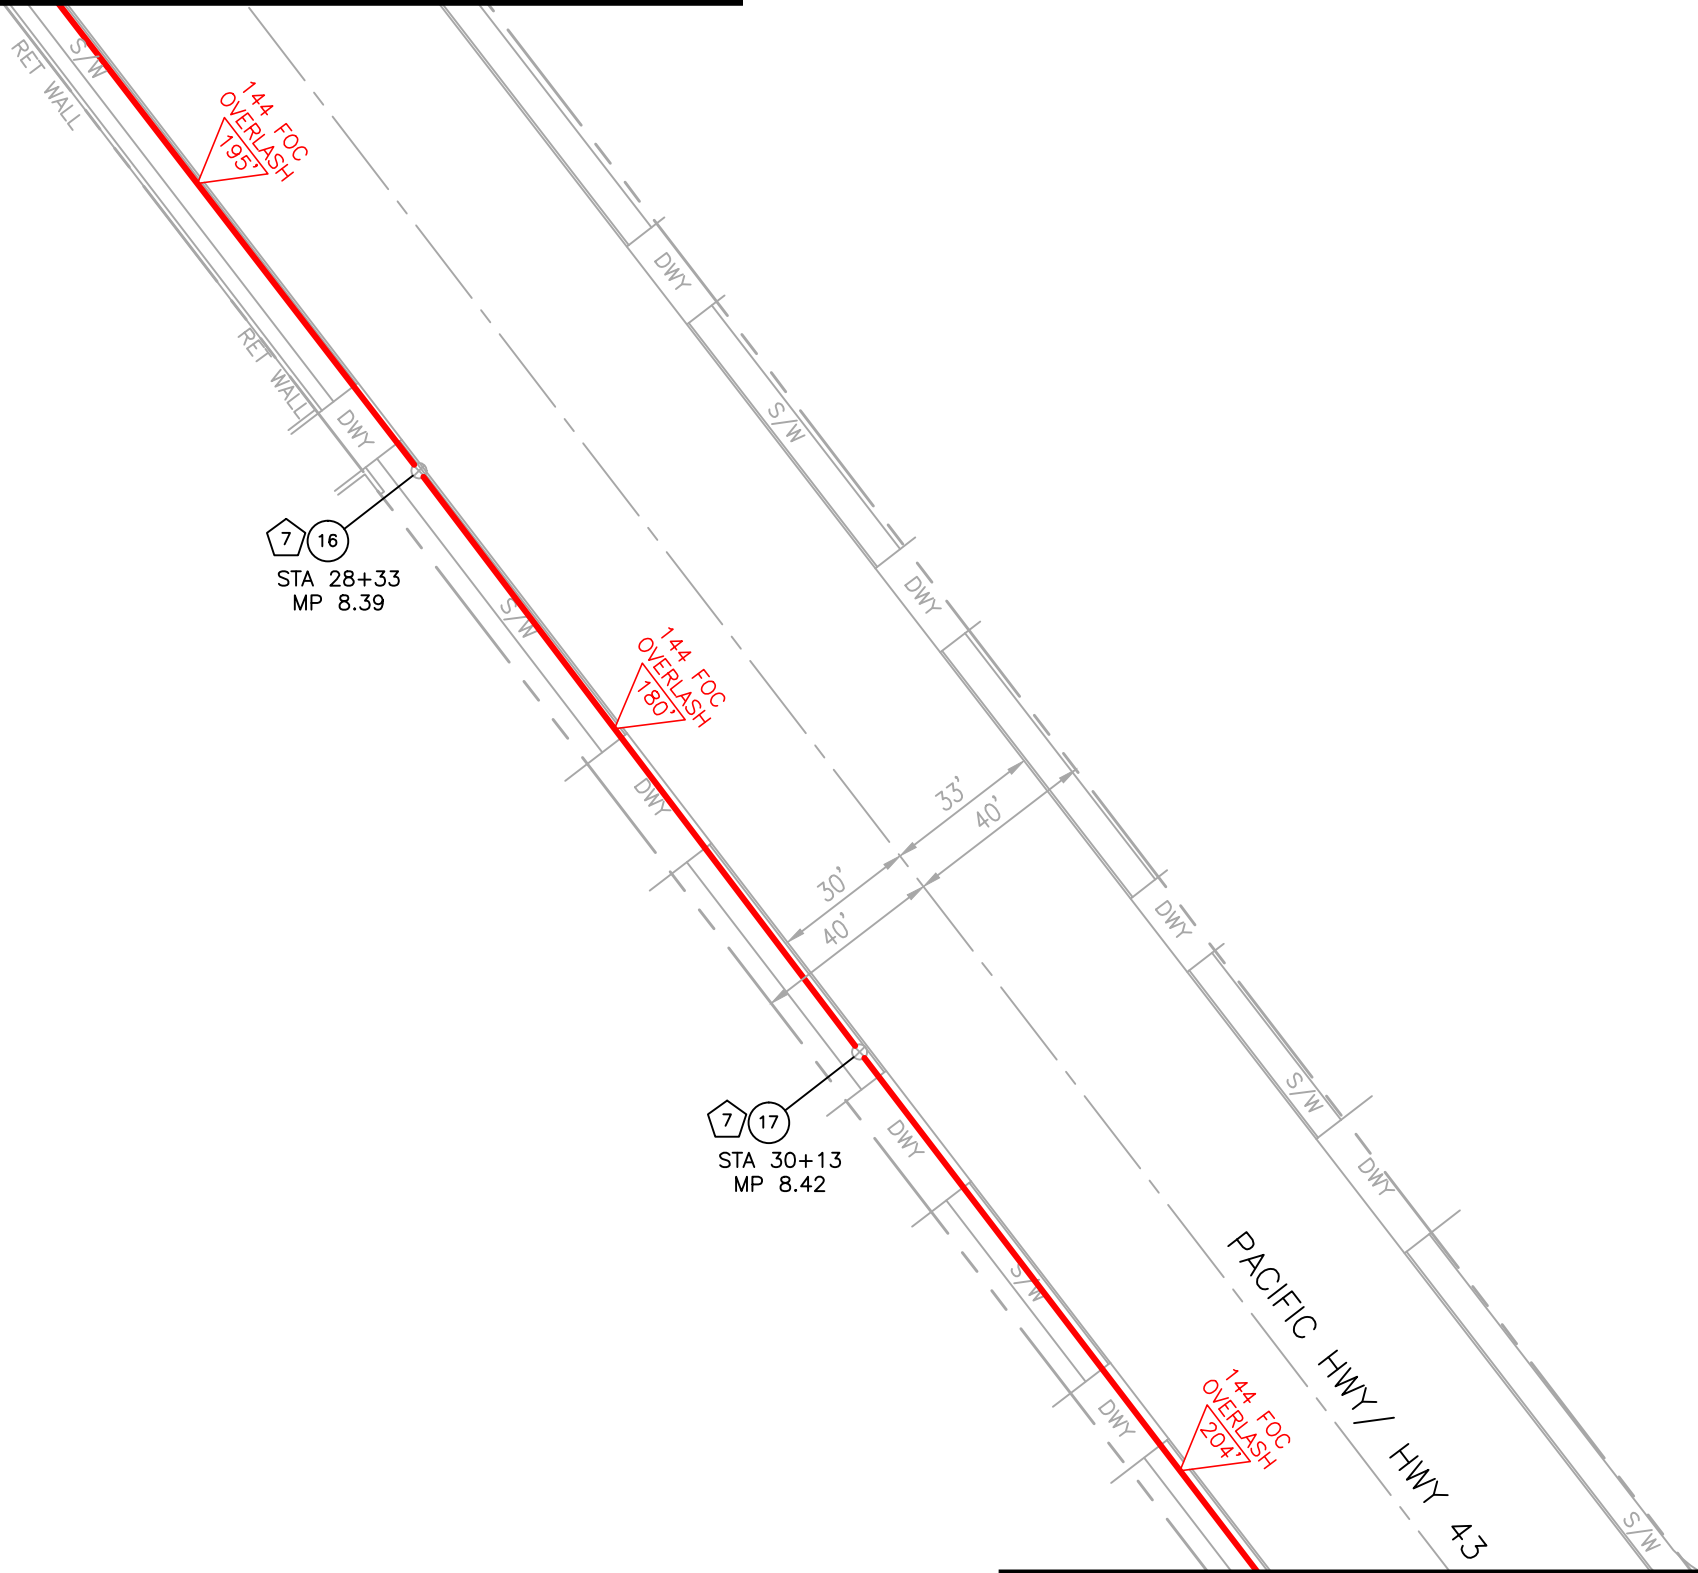 S/W
RET WALL
144 FOC
OVERLASH
195'
DWY
RET WALL
DWY
S/W
7 16
STA 28+33
MP 8.39
DWY
S/W
144 FOC
OVERLASH
180'
DWY
33'
40'
30'
40'
DWY
7 17
STA 30+13
MP 8.42
DWY
S/W
DWY
S/W
PACIFIC HWY/ HWY 43
144 FOC
OVERLASH
204'
DWY
S/W